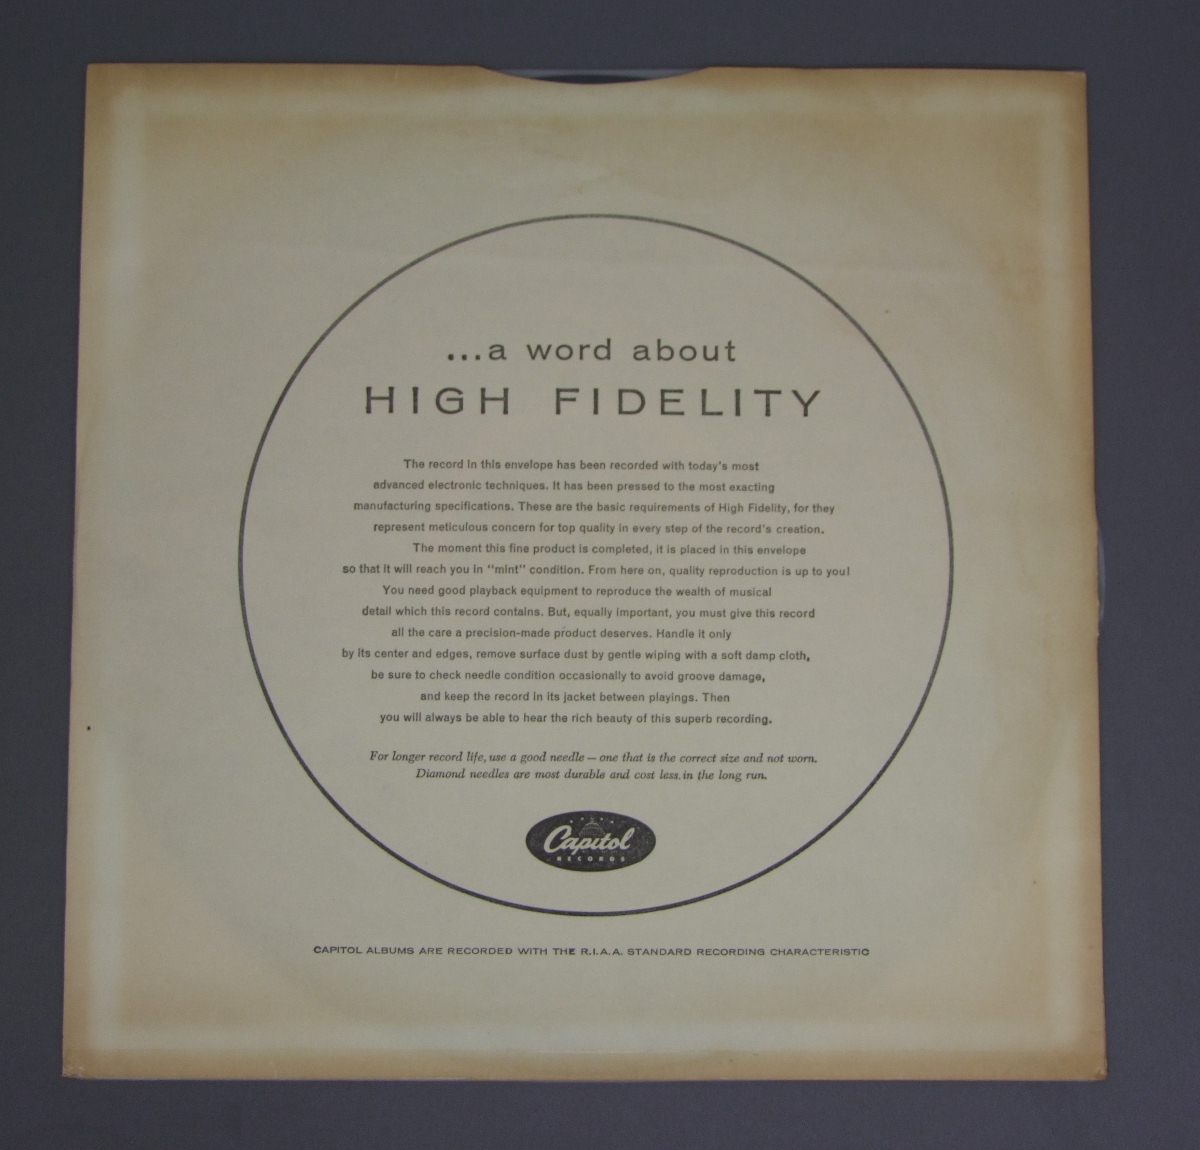 ...a word about
HIGH FIDELITY
The record in this envelope has been recorded with today's most
advanced electronic techniques. It has been pressed to the most exacting
manufacturing specifications. These are the basic requirements of High Fidelity, for they
represent meticulous concern for top quality in every step of the record's creation.
The moment this fine product is completed, it is placed in this envelope
so that it will reach you in "mint" condition. From here on, quality reproduction is up to you!
You need good playback equipment to reproduce the wealth of musical
detail which this record contains. But, equally important, you must give this record
all the care a precision-made product deserves. Handle it only
by its center and edges, remove surface dust by gentle wiping with a soft damp cloth,
be sure to check needle condition occasionally to avoid groove damage,
and keep the record in its jacket between playings. Then
you will always be able to hear the rich beauty of this superb recording.
For longer record life, use a good needle — one that is the correct size and not worn.
Diamond needles are most durable and cost less in the long run.
Capitol
RECORDS
CAPITOL ALBUMS ARE RECORDED WITH THE R.I.A.A. STANDARD RECORDING CHARACTERISTIC